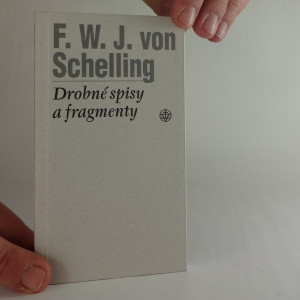 F. W. J. von
Schelling
Drobné spisy
a fragmenty